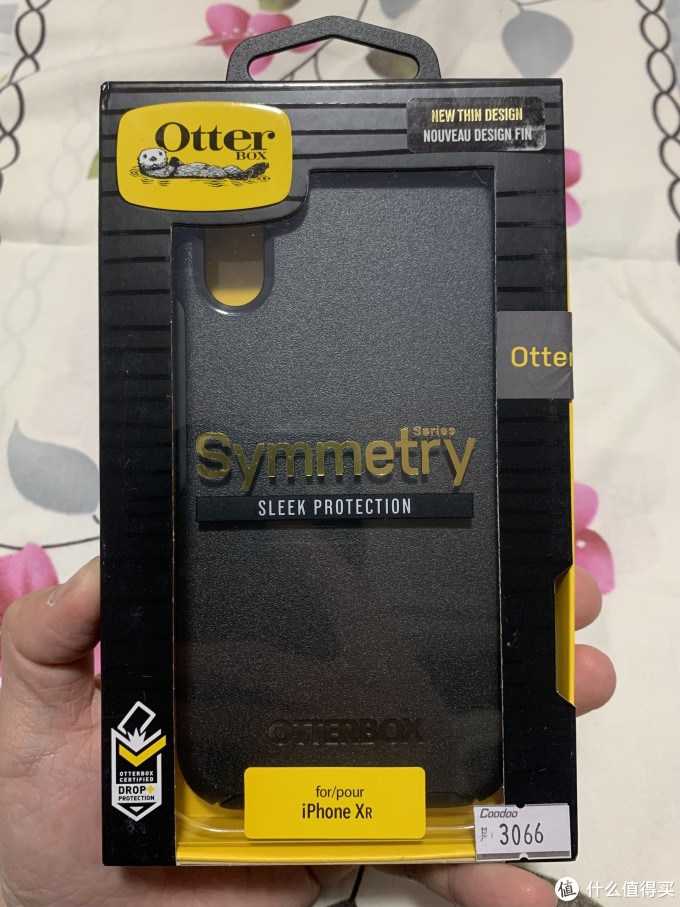 Otter
BOX
NEW THIN DESIGN
NOUVEAU DESIGN FIN
Otter
Series
Symmetry
SLEEK PROTECTION
OTTERBOX
OTTERBOX
CERTIFIED
DROP+
PROTECTION
for/pour
iPhone XR
Coodoo
3066
值 什么值得买